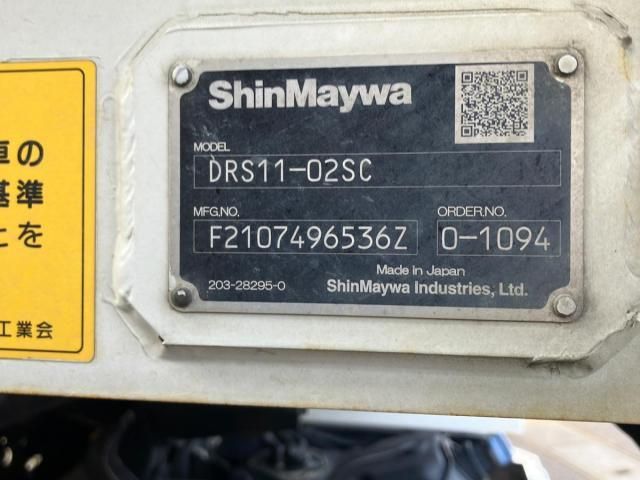 車の
基準
とを
工業会
ShinMaywa
MODEL
DRS11-02SC
MFG.NO.
ORDER.NO.
F2107496536Z
0-1094
Made in Japan
203-28295-0
ShinMaywa Industries, Ltd.